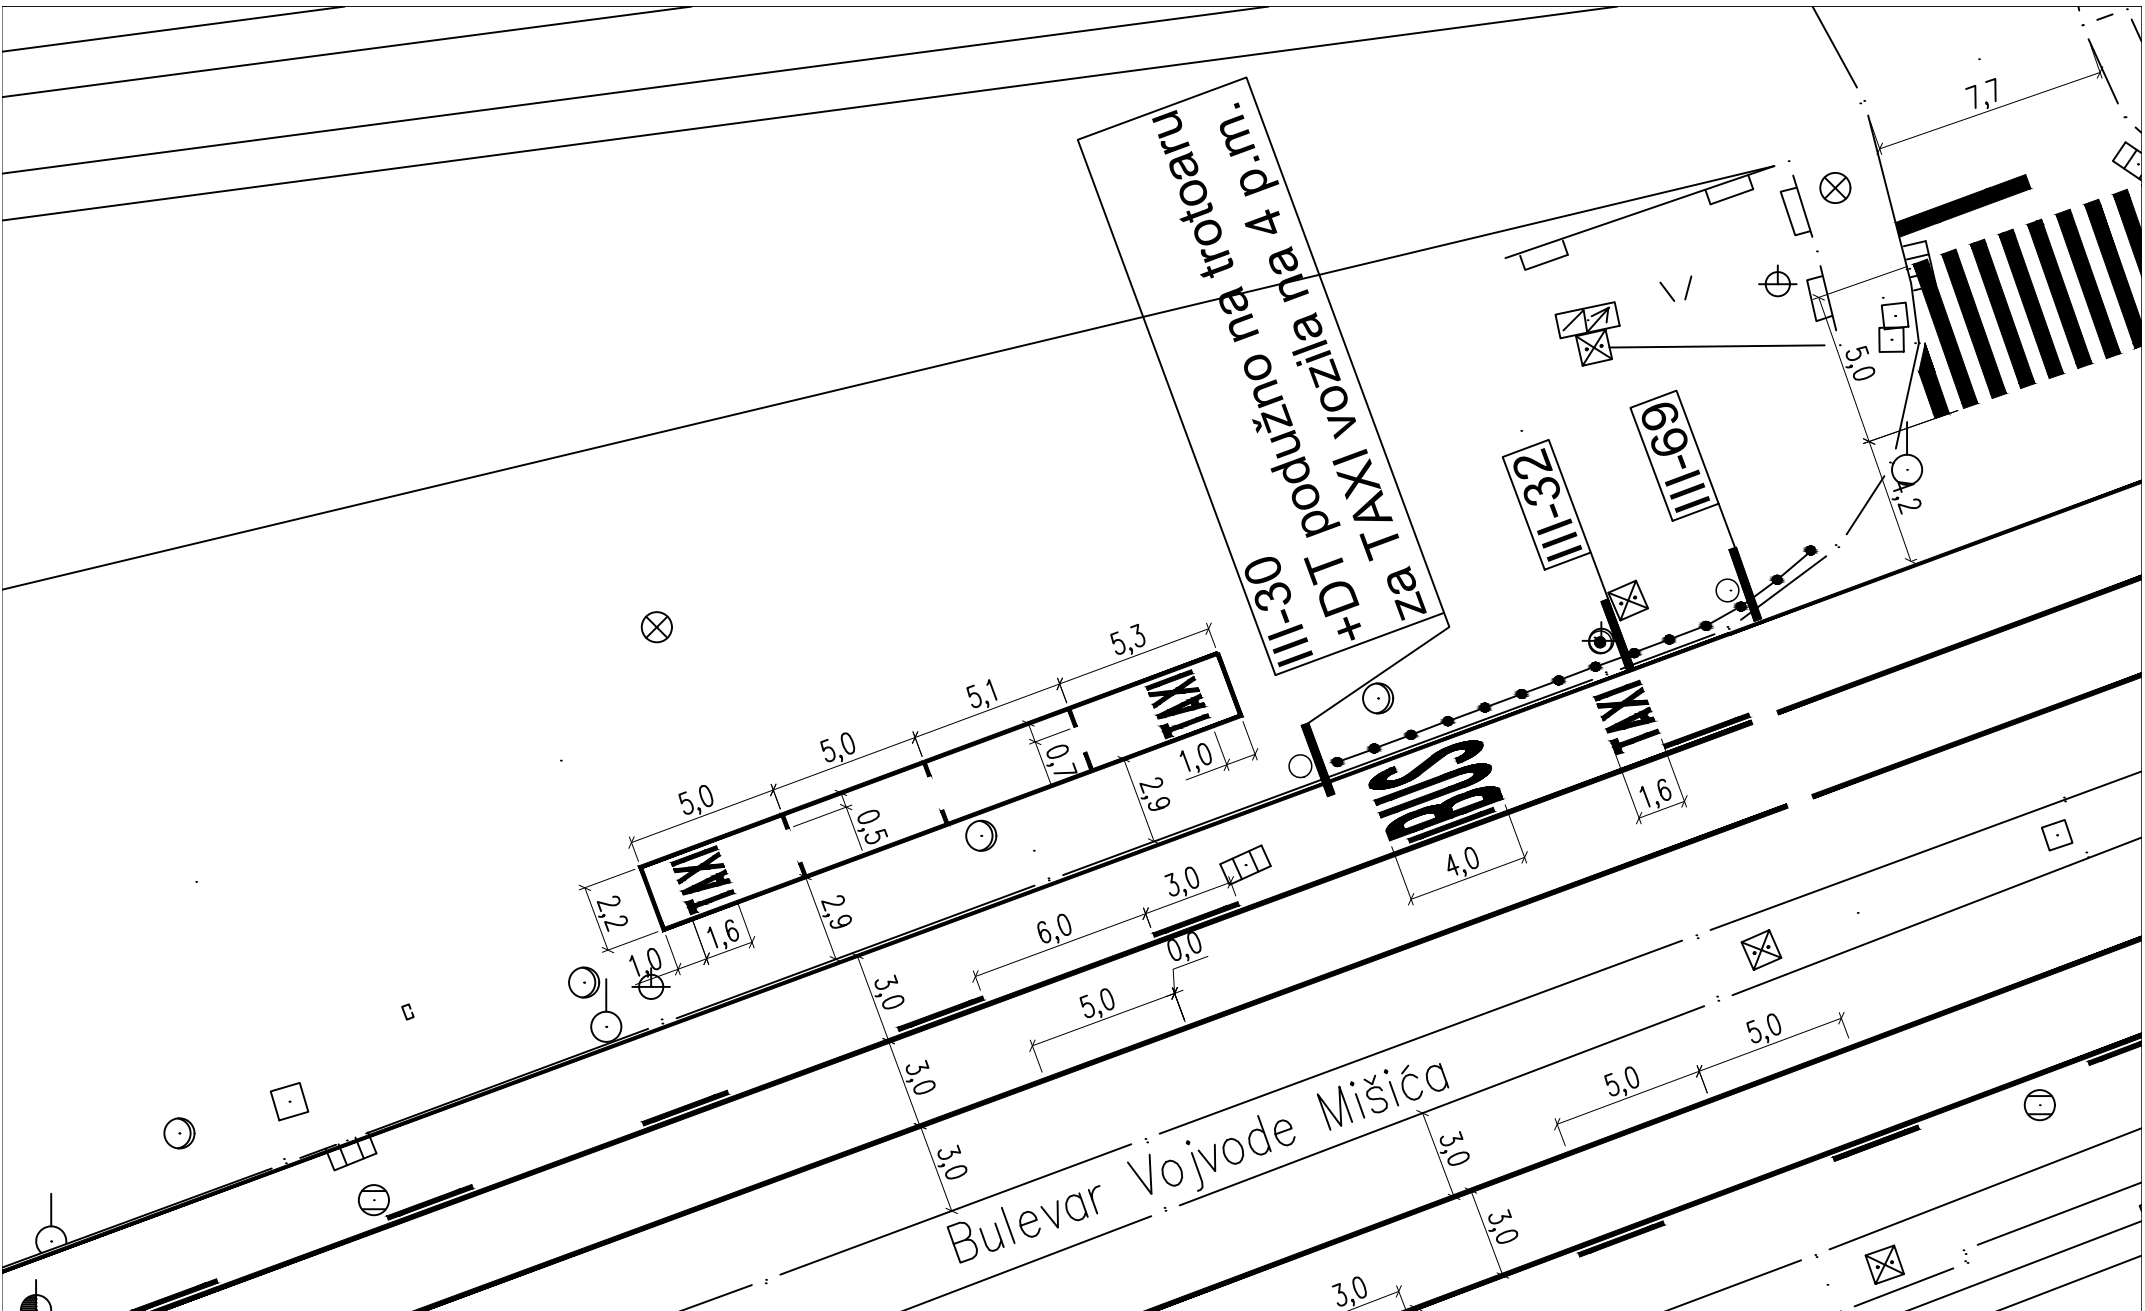 7,7
III-30
+DT podužno na trotoaru
za TAXI vozila na 4 p.m.
III-32
III-69
5,0
5,3
5,1
5,0
5,0
TAXI
0,7
1,0
2,9
0,5
TAXI
2,2
1,0
1,6
2,9
BUS
TAXI
1,6
4,0
3,0
6,0
0,0
5,0
3,0
3,0
3,0
Bulevar Vojvode Mišića
5,0
5,0
3,0
3,0
3,0